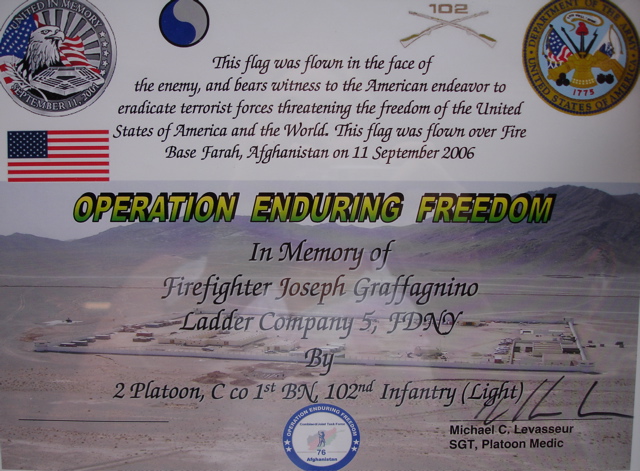 UNITED IN MEMORY
SEPTEMBER 11, 2001
102
DEPARTMENT OF THE ARMY
UNITED STATES OF AMERICA
1775
This flag was flown in the face of
the enemy, and bears witness to the American endeavor to
eradicate terrorist forces threatening the freedom of the United
States of America and the World. This flag was flown over Fire
Base Farah, Afghanistan on 11 September 2006
OPERATION ENDURING FREEDOM
In Memory of
Firefighter Joseph Graffagnino
Ladder Company 5, FDNY
By
2 Platoon, C co 1st BN, 102nd Infantry (Light)
OPERATION ENDURING FREEDOM
76
Afghanistan
Michael C. Levasseur
SGT, Platoon Medic